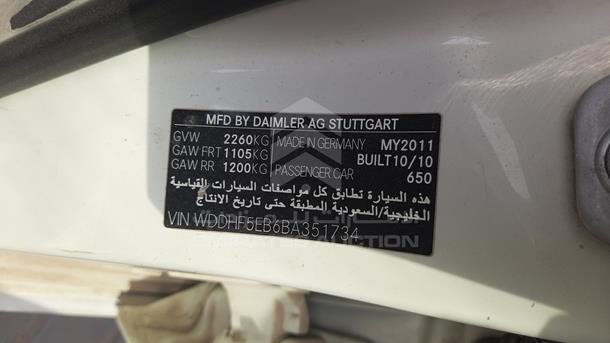 MFD BY DAIMLER AG STUTTGART
GVW 2260KG MADE IN GERMANY MY2011
GAW FRT 1105KG BUILT10/10
GAW RR 1200KG PASSENGER CAR 650
هذه السيارة تطابق كل مواصفات السيارات القياسية
الخليجية/السعودية المطبقة حتى تاريخ الانتاج
VIN WDDHF5EB6BA351734